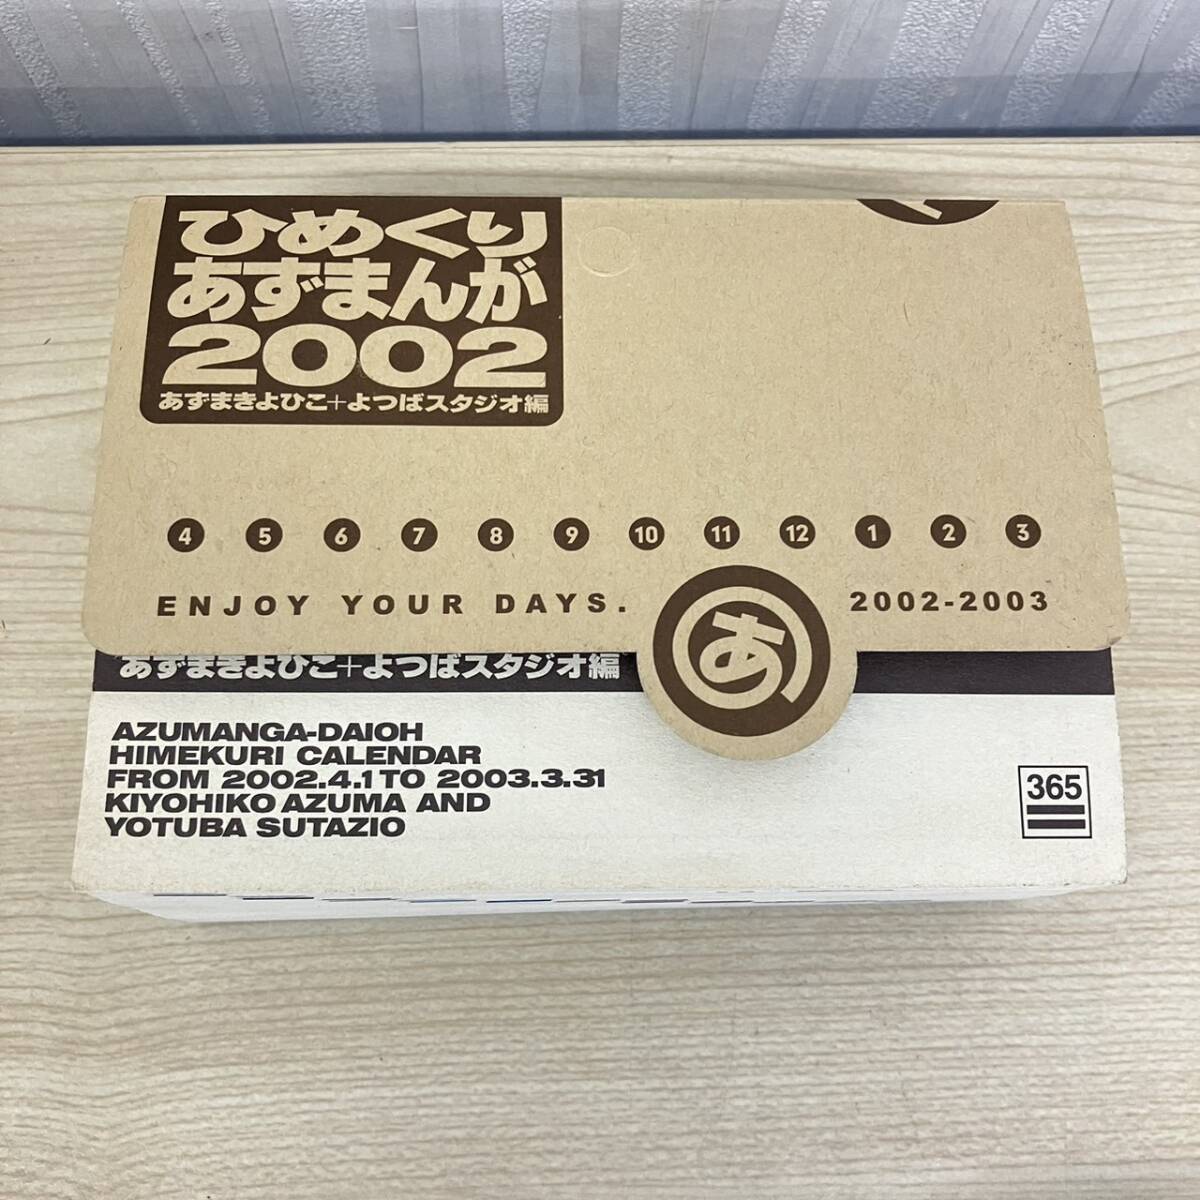 ひめくり
あずまんが
2002
あずまきよひこ+よつばスタジオ編
4 5 6 7 8 9 10 11 12 1 2 3
ENJOY YOUR DAYS.
2002-2003
あ
あずまきよひこ+よつばスタジオ編
AZUMANGA-DAIOH
HIMEKURI CALENDAR
FROM 2002.4.1 TO 2003.3.31
KIYOHIKO AZUMA AND
YOTUBA SUTAZIO
365